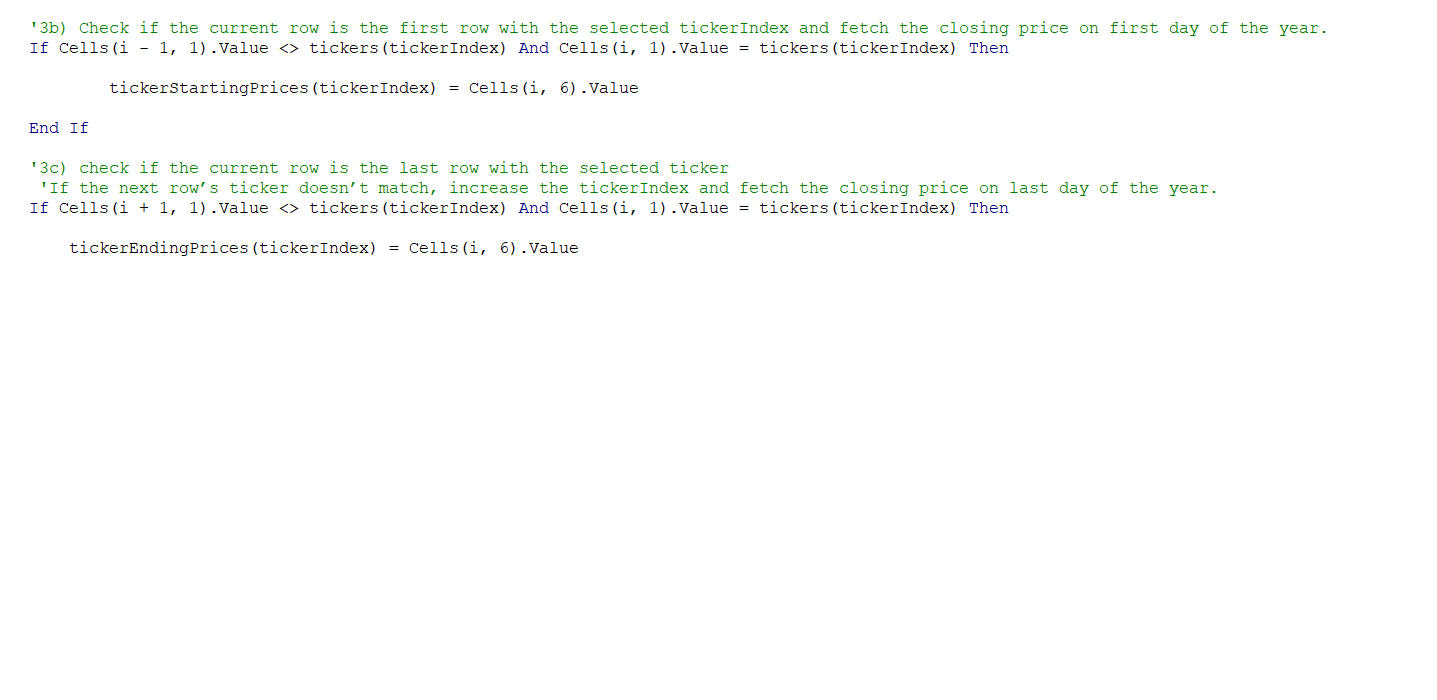 '3b) Check if the current row is the first row with the selected tickerIndex and fetch the closing price on first day of the year.
If Cells(i - 1, 1).Value <> tickers(tickerIndex) And Cells(i, 1).Value = tickers(tickerIndex) Then
tickerStartingPrices(tickerIndex) = Cells(i, 6).Value
End If
'3c) check if the current row is the last row with the selected ticker
'If the next row’s ticker doesn’t match, increase the tickerIndex and fetch the closing price on last day of the year.
If Cells(i + 1, 1).Value <> tickers(tickerIndex) And Cells(i, 1).Value = tickers(tickerIndex) Then
tickerEndingPrices(tickerIndex) = Cells(i, 6).Value